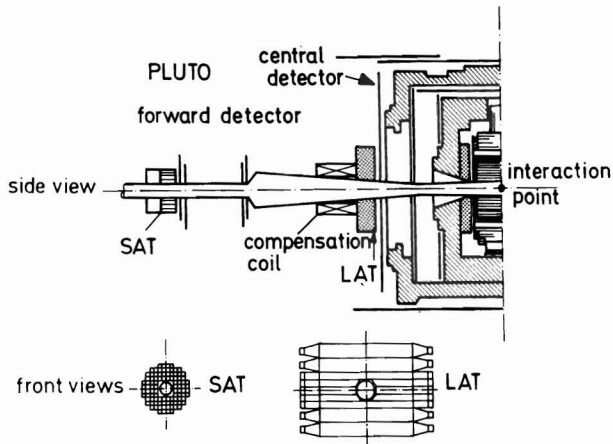 PLUTO
forward detector
central
detector
side view
interaction
point
SAT
compensation
coil
LAT
front views
SAT
LAT